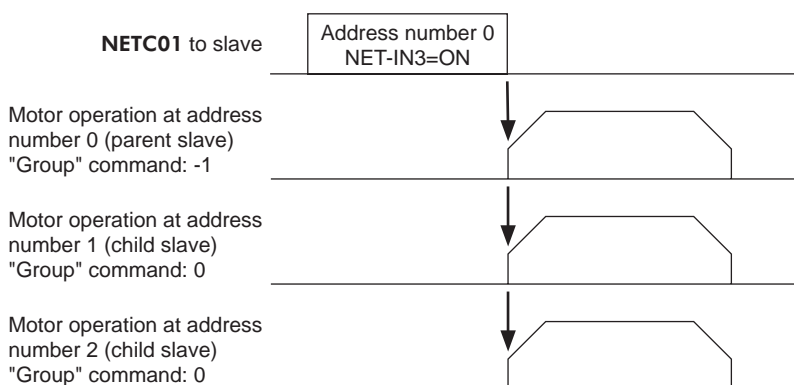 NETC01 to slave
Address number 0
NET-IN3=ON
Motor operation at address
number 0 (parent slave)
"Group" command: -1
Motor operation at address
number 1 (child slave)
"Group" command: 0
Motor operation at address
number 2 (child slave)
"Group" command: 0